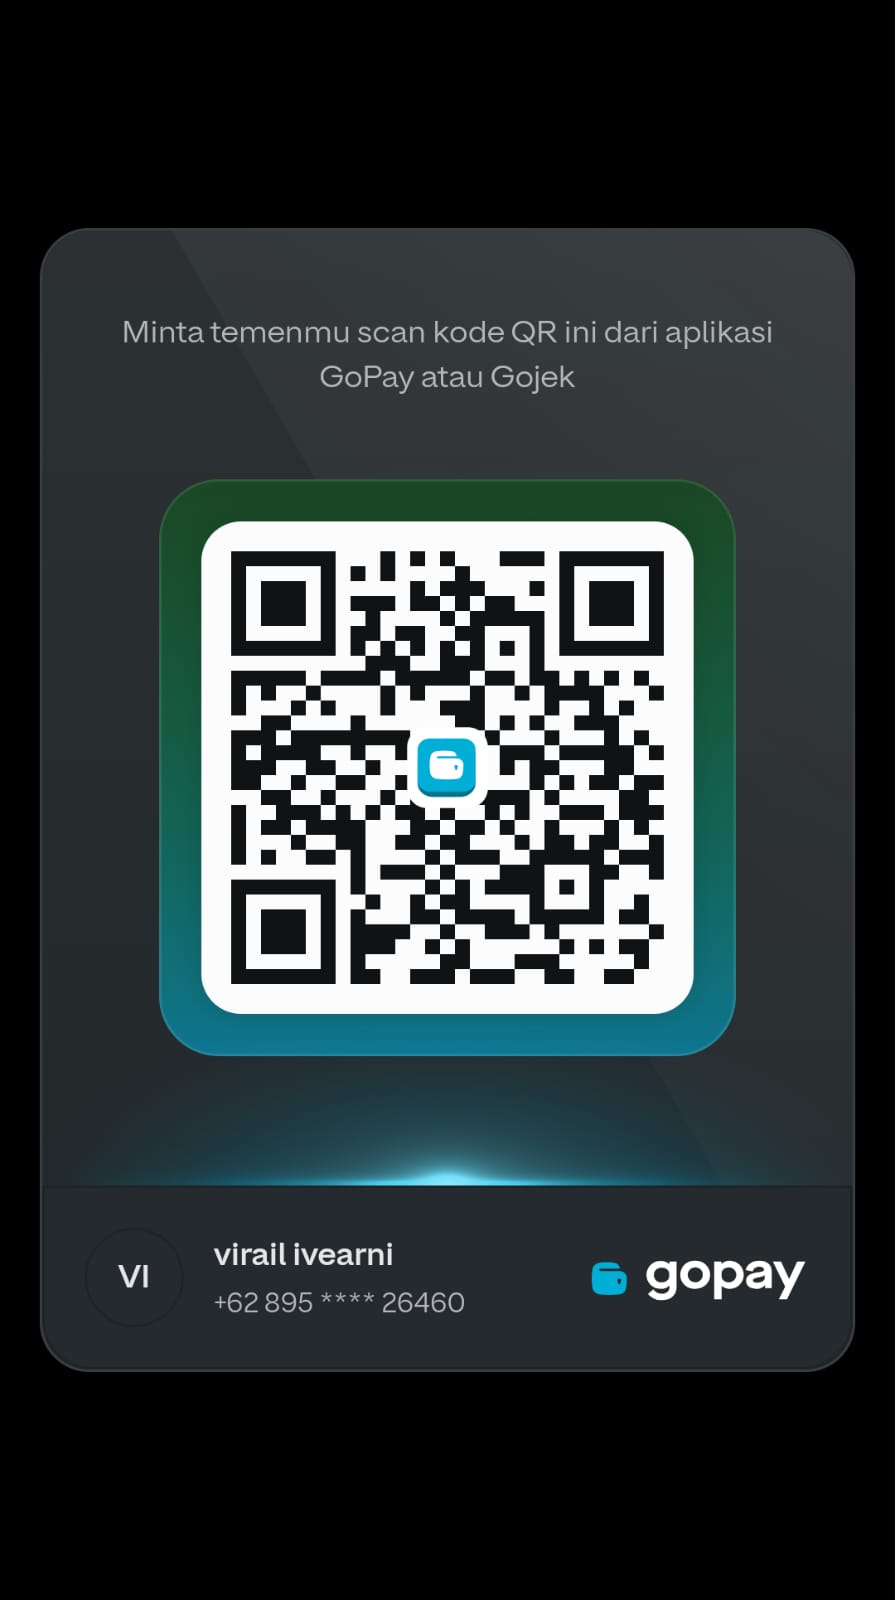 Minta temenmu scan kode QR ini dari aplikasi
GoPay atau Gojek
VI
virail ivearni
+62 895 **** 26460
gopay